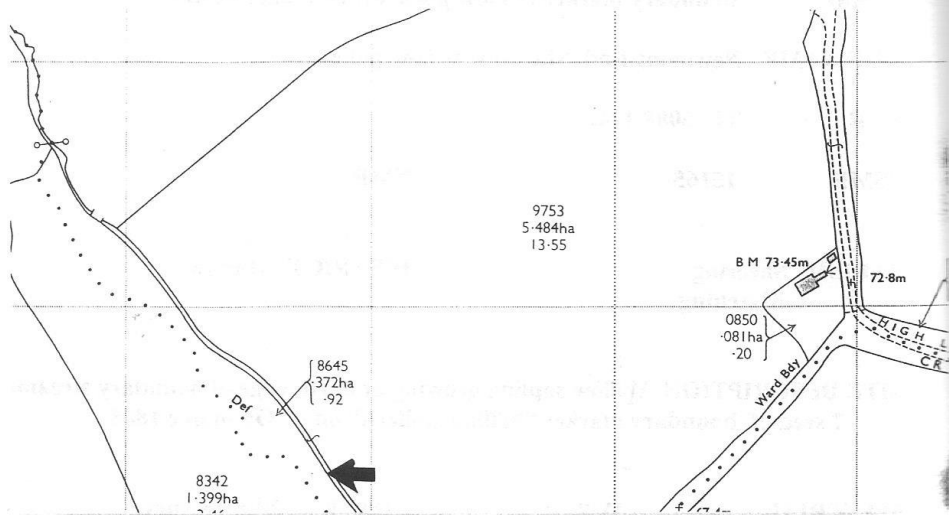 9753
5·484ha
13·55
B M 73.45m
72·8m
0850
·081ha
·20
HIGH
CR
Ward Bdy
8645
·372ha
·92
Def
8342
1·399ha